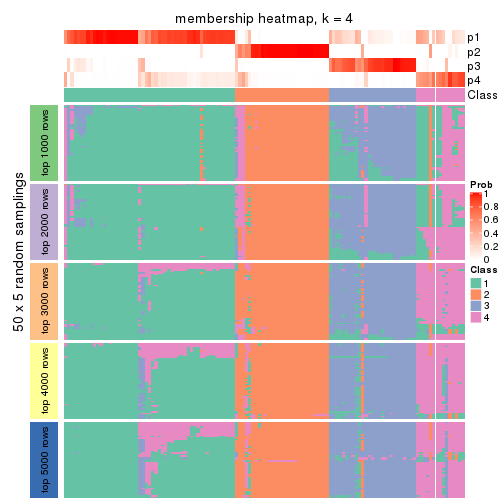 membership heatmap, k = 4
p1
p2
p3
p4
Class
50 x 5 random samplings
top 1000 rows
top 2000 rows
top 3000 rows
top 4000 rows
top 5000 rows
Prob
1
0.8
0.6
0.4
0.2
0
Class
1
2
3
4